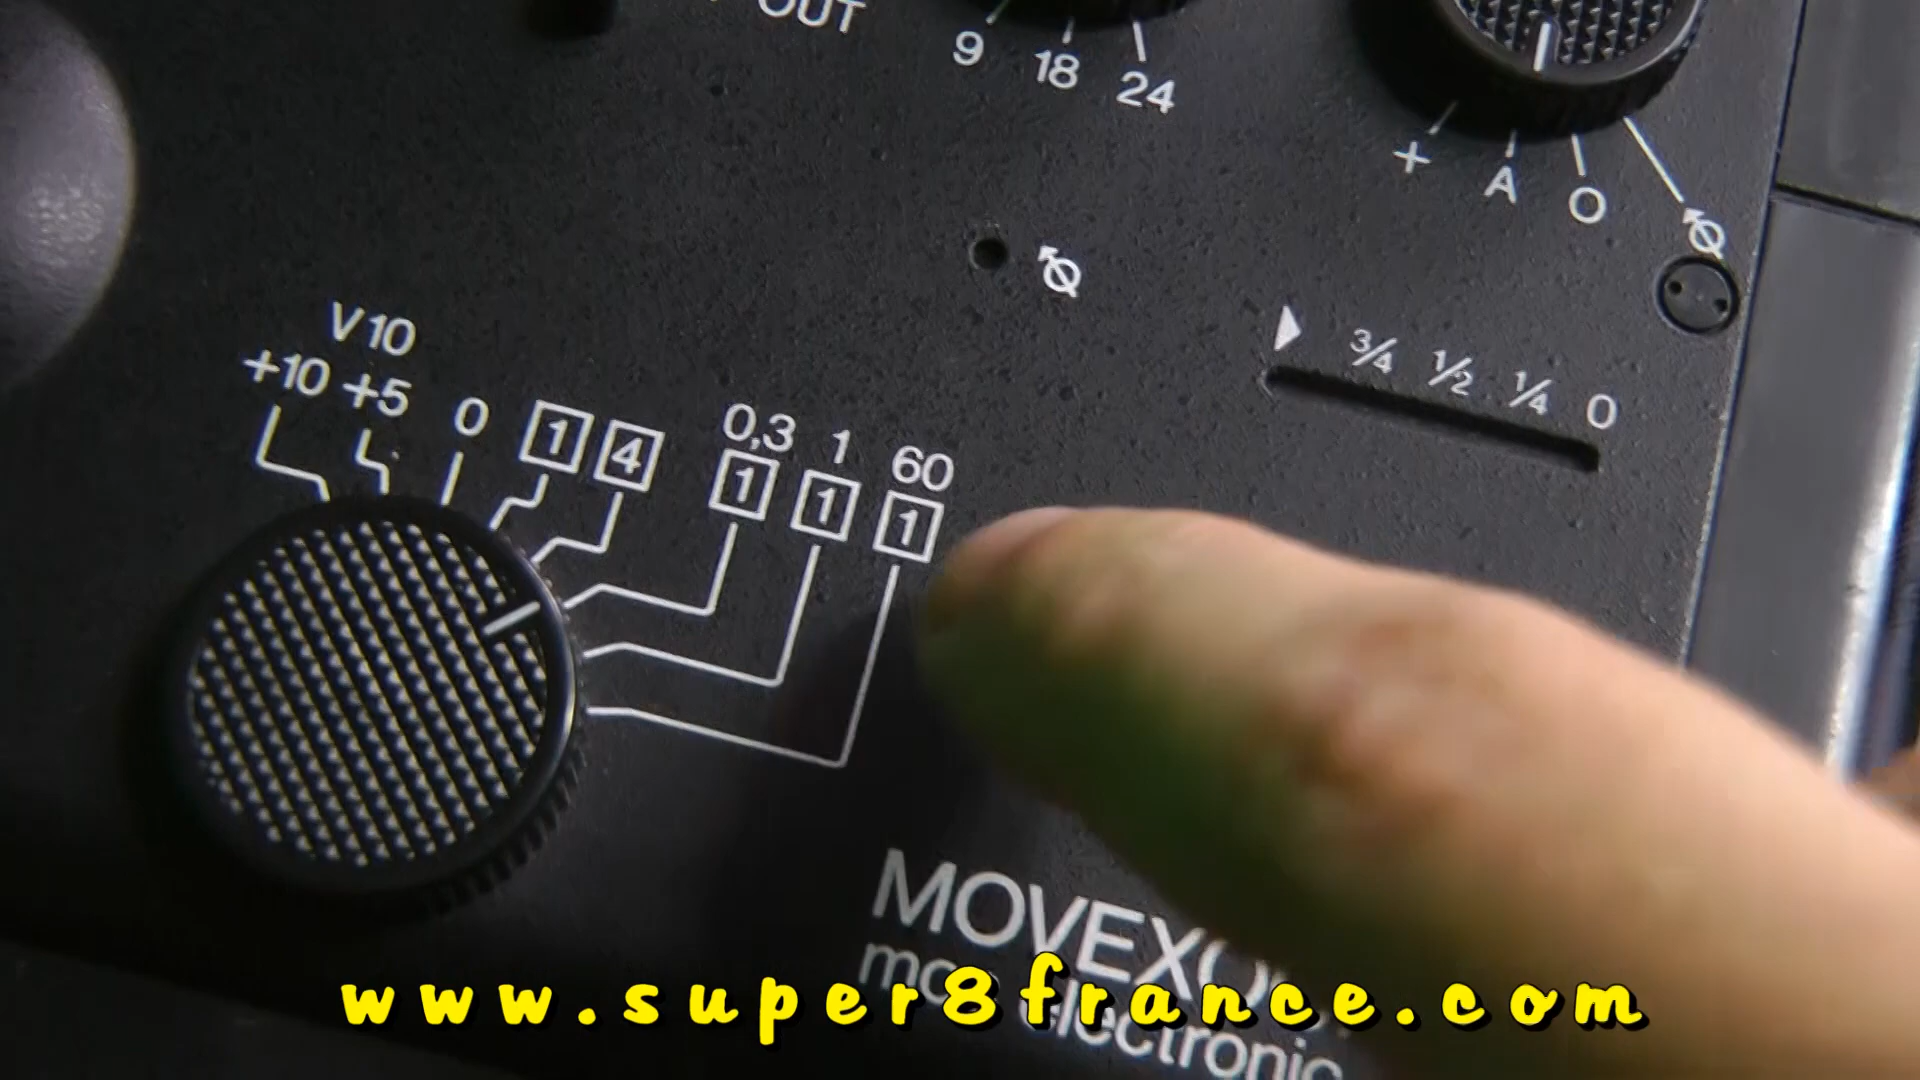 OUT
9 18 24
+ A O
V10
+10 +5 0 1 4
0,3 1 60
1 1 1
3/4 1/2 1/4 0
electronic
www.super8france.com